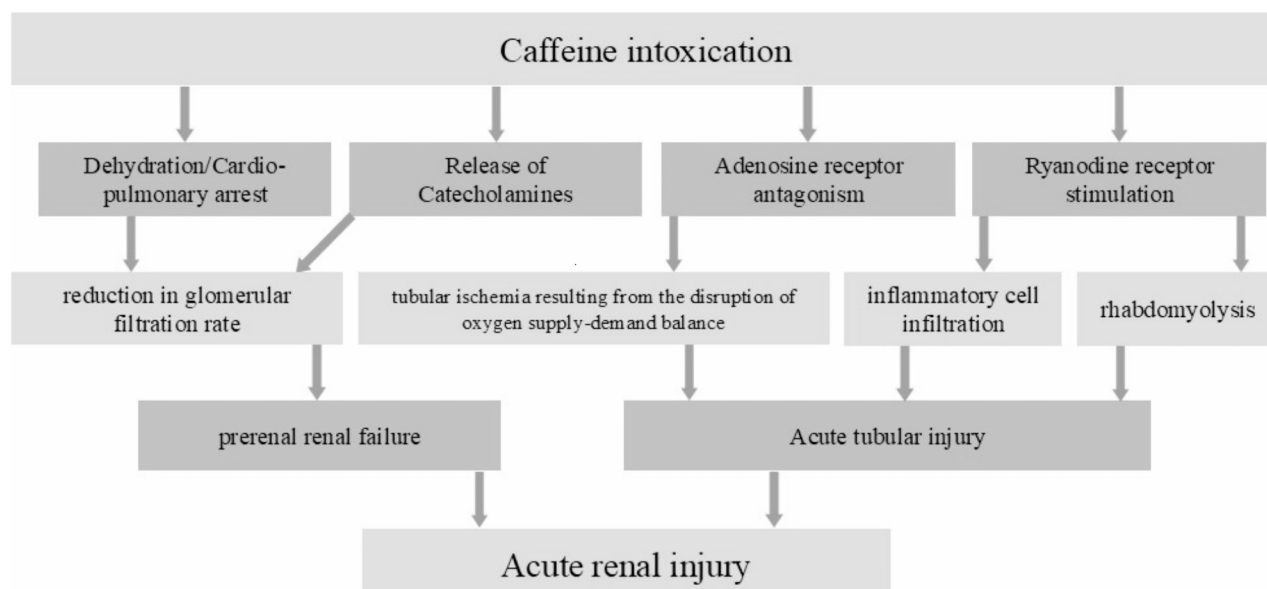 Caffeine intoxication
Dehydration/Cardio-
pulmonary arrest
Release of
Catecholamines
Adenosine receptor
antagonism
Ryanodine receptor
stimulation
reduction in glomerular
filtration rate
tubular ischemia resulting from the disruption of
oxygen supply-demand balance
inflammatory cell
infiltration
rhabdomyolysis
prerenal renal failure
Acute tubular injury
Acute renal injury